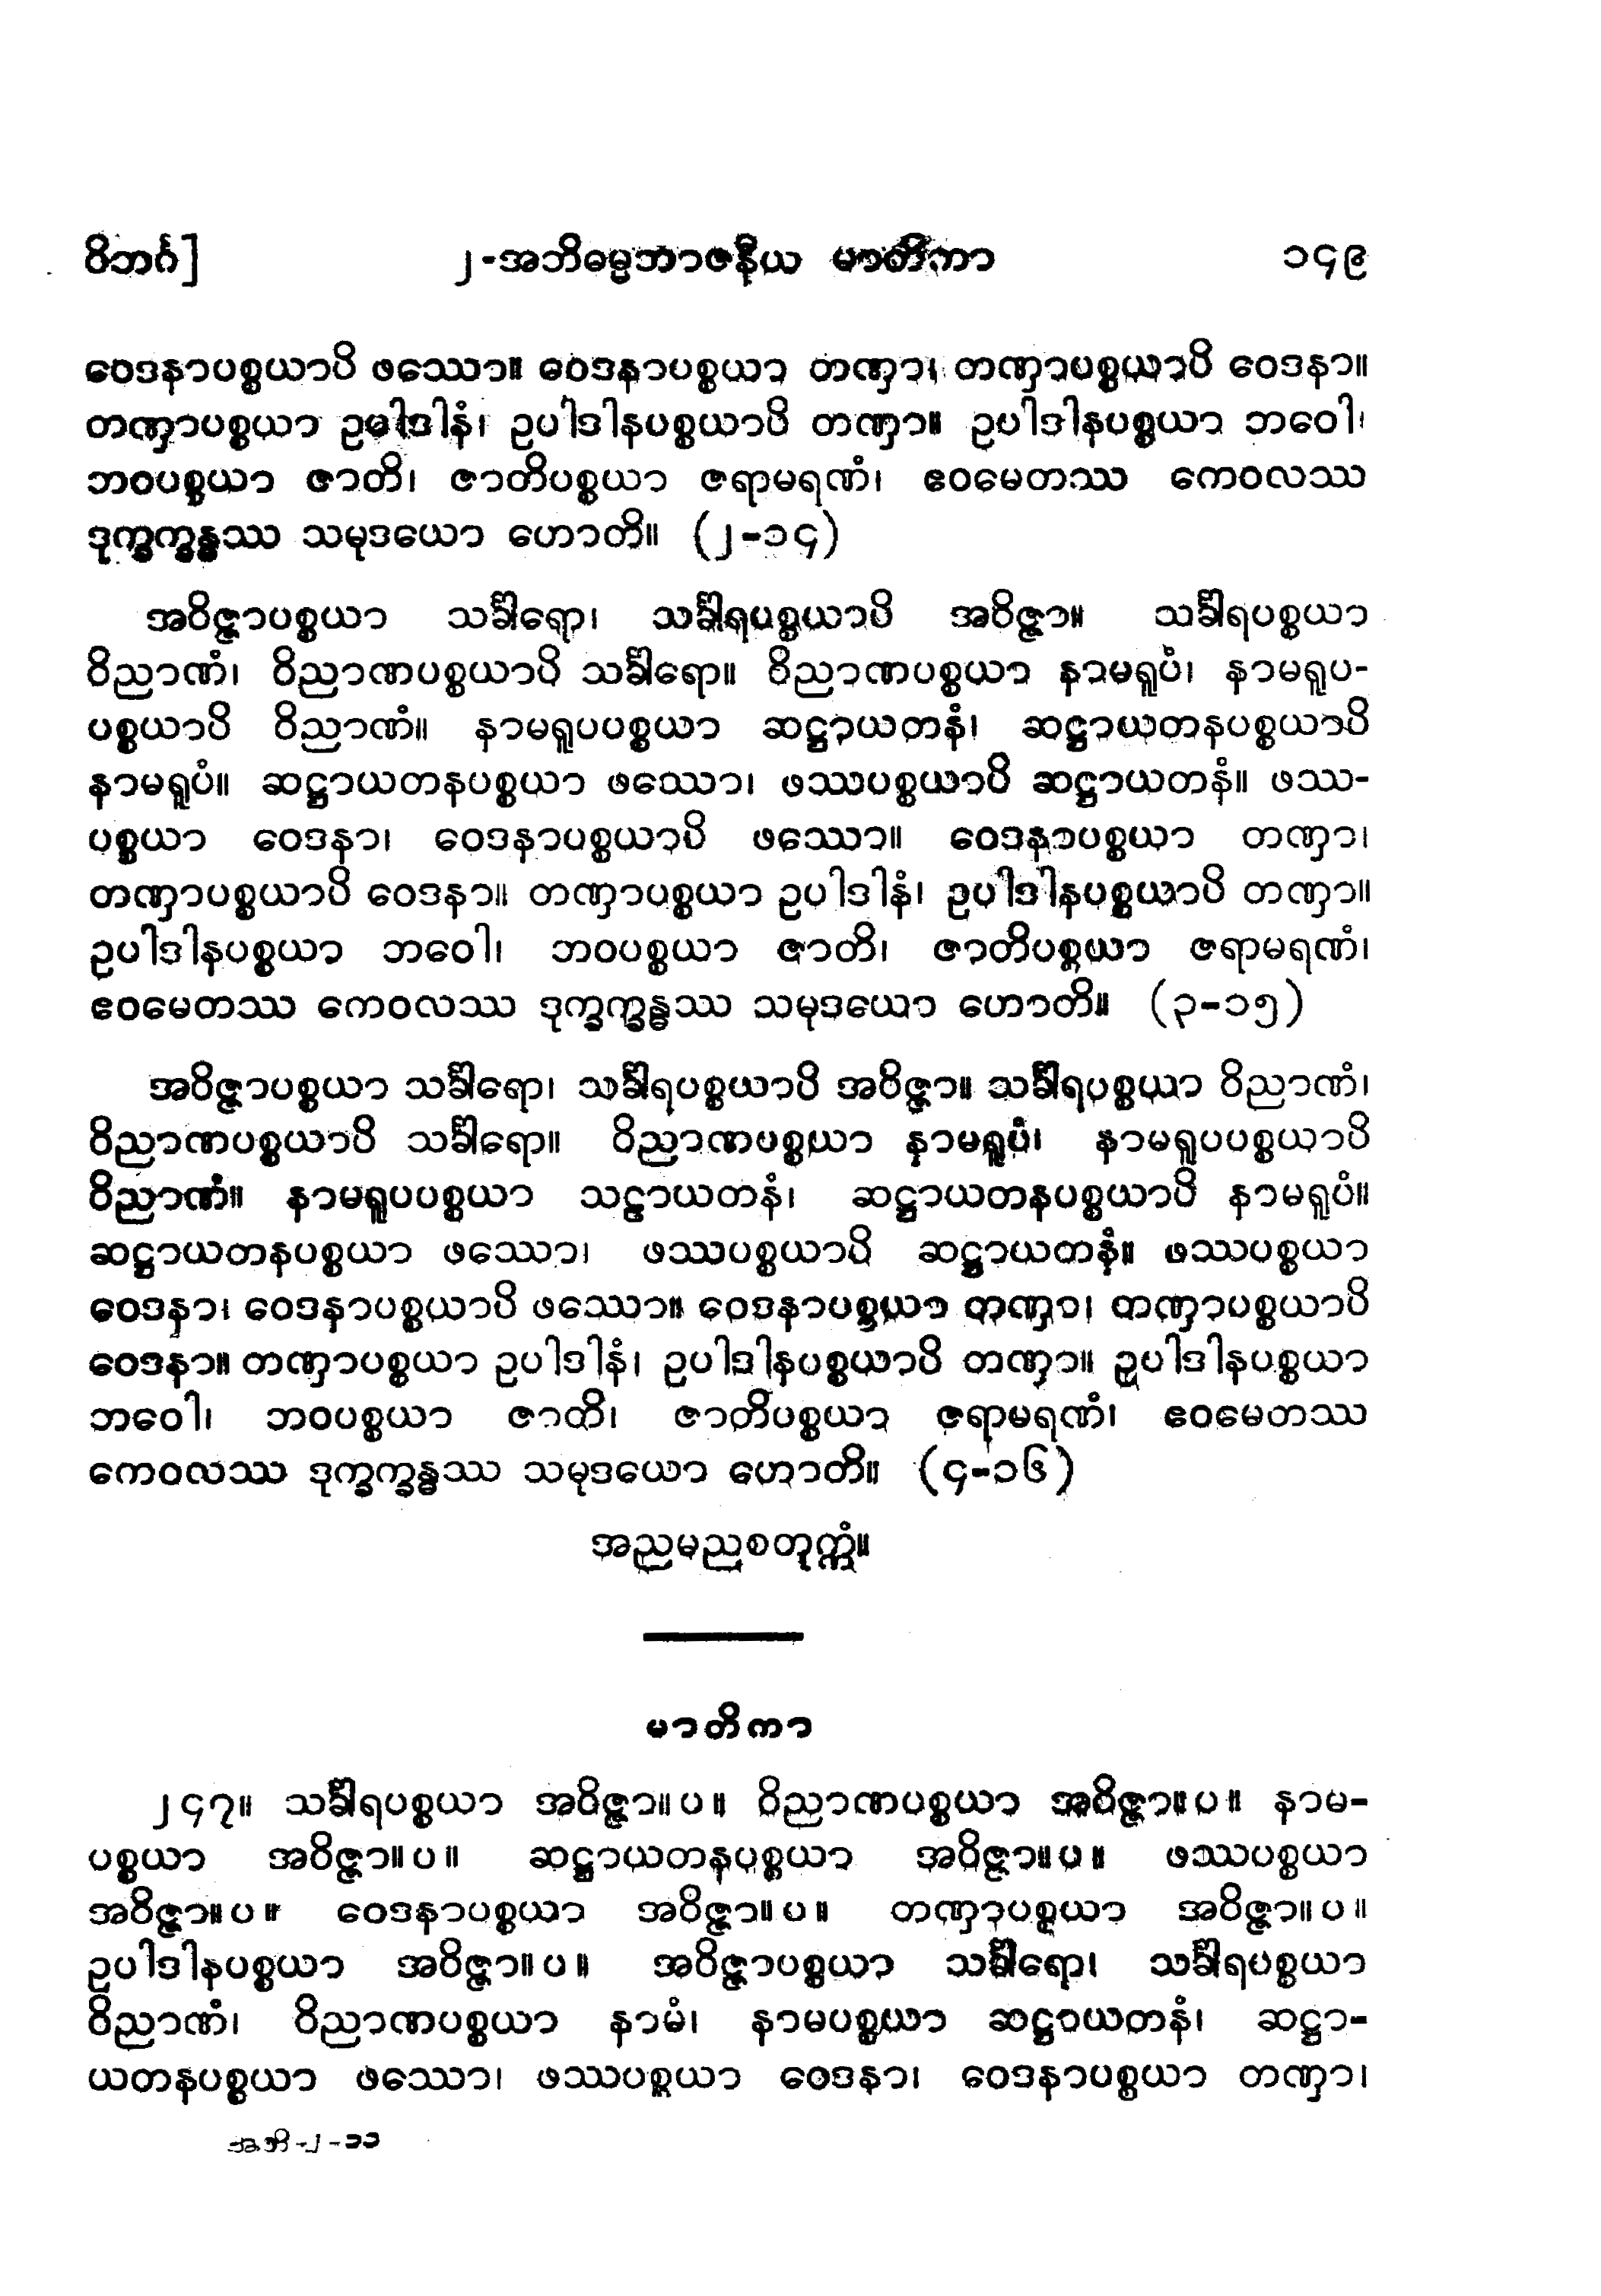 ဝိဘင်္ဂ] ၂-အဘိဓမ္မဘာဇနီယ မာတိကာ ၁၄၉
ဝေဒနာပစ္စယာပိ ဖဿော။ ဝေဒနာပစ္စယာ တဏှာ၊ တဏှာပစ္စယာပိ ဝေဒနာ။
တဏှာပစ္စယာ ဥပါဒါနံ၊ ဥပါဒါနပစ္စယာပိ တဏှာ။ ဥပါဒါနပစ္စယာ ဘဝေါ၊
ဘဝပစ္စယာ ဇာတိ၊ ဇာတိပစ္စယာ ဇရာမရဏံ၊ ဧဝမေတဿ ကေဝလဿ
ဒုက္ခက္ခန္ဓဿ သမုဒယော ဟောတိ။ (၂-၁၄)
အဝိဇ္ဇာပစ္စယာ သင်္ခါရော၊ သင်္ခါရပစ္စယာပိ အဝိဇ္ဇာ။ သင်္ခါရပစ္စယာ
ဝိညာဏံ၊ ဝိညာဏပစ္စယာပိ သင်္ခါရော။ ဝိညာဏပစ္စယာ နာမရူပံ၊ နာမရူပ-
ပစ္စယာပိ ဝိညာဏံ။ နာမရူပပစ္စယာ ဆဋ္ဌာယတနံ၊ ဆဋ္ဌာယတနပစ္စယာပိ
နာမရူပံ။ ဆဋ္ဌာယတနပစ္စယာ ဖဿော၊ ဖဿပစ္စယာပိ ဆဋ္ဌာယတနံ။ ဖဿ-
ပစ္စယာ ဝေဒနာ၊ ဝေဒနာပစ္စယာပိ ဖဿော။ ဝေဒနာပစ္စယာ တဏှာ၊
တဏှာပစ္စယာပိ ဝေဒနာ။ တဏှာပစ္စယာ ဥပါဒါနံ၊ ဥပါဒါနပစ္စယာပိ တဏှာ။
ဥပါဒါနပစ္စယာ ဘဝေါ၊ ဘဝပစ္စယာ ဇာတိ၊ ဇာတိပစ္စယာ ဇရာမရဏံ၊
ဧဝမေတဿ ကေဝလဿ ဒုက္ခက္ခန္ဓဿ သမုဒယော ဟောတိ။ (၃-၁၅)
အဝိဇ္ဇာပစ္စယာ သင်္ခါရော၊ သင်္ခါရပစ္စယာပိ အဝိဇ္ဇာ။ သင်္ခါရပစ္စယာ ဝိညာဏံ၊
ဝိညာဏပစ္စယာပိ သင်္ခါရော။ ဝိညာဏပစ္စယာ နာမရူပံ၊ နာမရူပပစ္စယာပိ
ဝိညာဏံ။ နာမရူပပစ္စယာ သဠာယတနံ၊ ဆဋ္ဌာယတနပစ္စယာပိ နာမရူပံ။
ဆဋ္ဌာယတနပစ္စယာ ဖဿော၊ ဖဿပစ္စယာပိ ဆဋ္ဌာယတနံ။ ဖဿပစ္စယာ
ဝေဒနာ၊ ဝေဒနာပစ္စယာပိ ဖဿော။ ဝေဒနာပစ္စယာ တဏှာ၊ တဏှာပစ္စယာပိ
ဝေဒနာ။ တဏှာပစ္စယာ ဥပါဒါနံ၊ ဥပါဒါနပစ္စယာပိ တဏှာ။ ဥပါဒါနပစ္စယာ
ဘဝေါ၊ ဘဝပစ္စယာ ဇာတိ၊ ဇာတိပစ္စယာ ဇရာမရဏံ၊ ဧဝမေတဿ
ကေဝလဿ ဒုက္ခက္ခန္ဓဿ သမုဒယော ဟောတိ။ (၄-၁၆)
အညမညစတုက္ကံ။
မာတိကာ
၂၄၇။ သင်္ခါရပစ္စယာ အဝိဇ္ဇာ။ပ။ ဝိညာဏပစ္စယာ အဝိဇ္ဇာ။ပ။ နာမ-
ပစ္စယာ အဝိဇ္ဇာ။ပ။ ဆဋ္ဌာယတနပစ္စယာ အဝိဇ္ဇာ။ပ။ ဖဿပစ္စယာ
အဝိဇ္ဇာ။ပ။ ဝေဒနာပစ္စယာ အဝိဇ္ဇာ။ပ။ တဏှာပစ္စယာ အဝိဇ္ဇာ။ပ။
ဥပါဒါနပစ္စယာ အဝိဇ္ဇာ။ပ။ အဝိဇ္ဇာပစ္စယာ သင်္ခါရော၊ သင်္ခါရပစ္စယာ
ဝိညာဏံ၊ ဝိညာဏပစ္စယာ နာမံ၊ နာမပစ္စယာ ဆဋ္ဌာယတနံ၊ ဆဋ္ဌာ-
ယတနပစ္စယာ ဖဿော၊ ဖဿပစ္စယာ ဝေဒနာ၊ ဝေဒနာပစ္စယာ တဏှာ၊
အဘိ-၂-၁၁